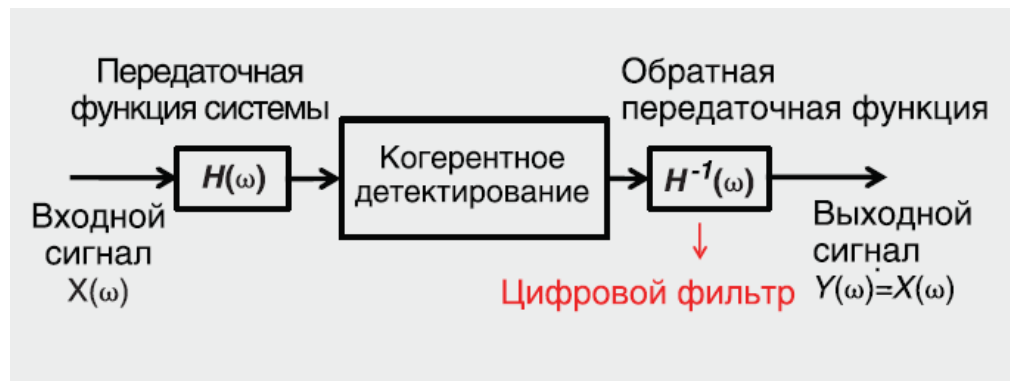 Передаточная
функция системы
Обратная
передаточная функция
H(ω)
Когерентное
детектирование
H⁻¹(ω)
Входной
сигнал
X(ω)
Выходной
сигнал
Y(ω)≐X(ω)
Цифровой фильтр